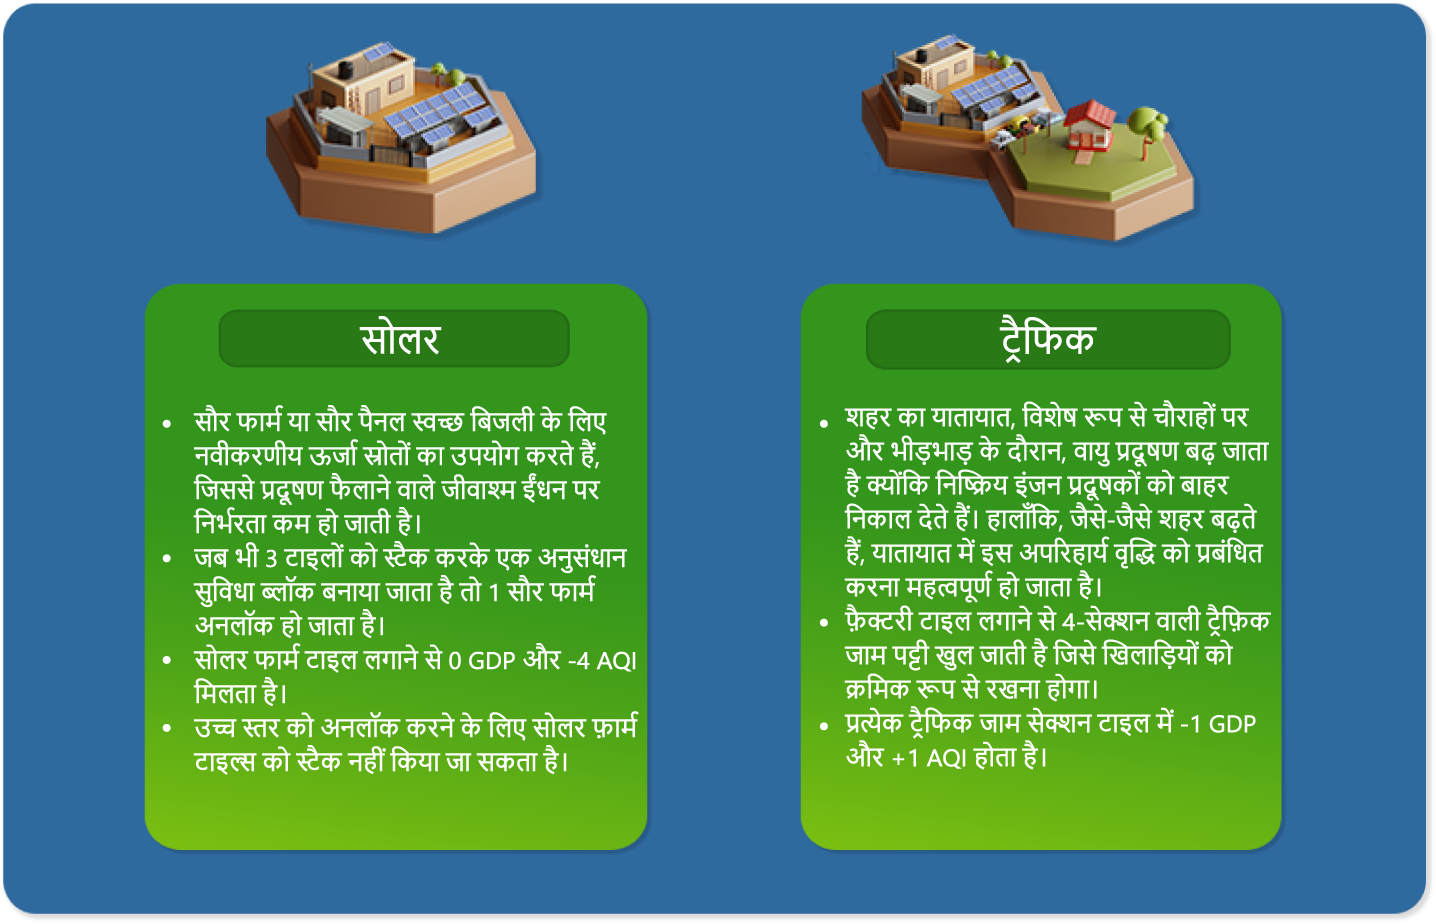 सोलर
सौर फार्म या सौर पैनल स्वच्छ बिजली के लिए
नवीकरणीय ऊर्जा स्रोतों का उपयोग करते हैं,
जिससे प्रदूषण फैलाने वाले जीवाश्म ईंधन पर
निर्भरता कम हो जाती है।
जब भी 3 टाइलों को स्टैक करके एक अनुसंधान
सुविधा ब्लॉक बनाया जाता है तो 1 सौर फार्म
अनलॉक हो जाता है।
सोलर फार्म टाइल लगाने से 0 GDP और -4 AQI
मिलता है।
उच्च स्तर को अनलॉक करने के लिए सोलर फ़ार्म
टाइल्स को स्टैक नहीं किया जा सकता है।
ट्रैफिक
शहर का यातायात, विशेष रूप से चौराहों पर
और भीड़भाड़ के दौरान, वायु प्रदूषण बढ़ जाता
है क्योंकि निष्क्रिय इंजन प्रदूषकों को बाहर
निकाल देते हैं। हालाँकि, जैसे-जैसे शहर बढ़ते
हैं, यातायात में इस अपरिहार्य वृद्धि को प्रबंधित
करना महत्वपूर्ण हो जाता है।
फ़ैक्टरी टाइल लगाने से 4-सेक्शन वाली ट्रैफ़िक
जाम पट्टी खुल जाती है जिसे खिलाड़ियों को
क्रमिक रूप से रखना होगा।
प्रत्येक ट्रैफिक जाम सेक्शन टाइल में -1 GDP
और +1 AQI होता है।